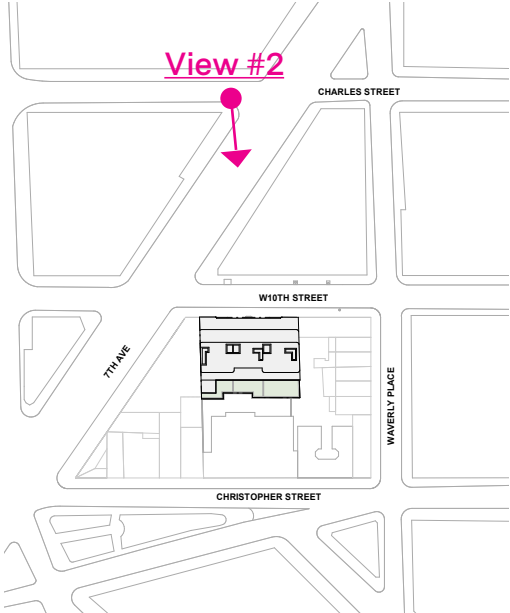 View #2
CHARLES STREET
W10TH STREET
7TH AVE
WAVERLY PLACE
CHRISTOPHER STREET